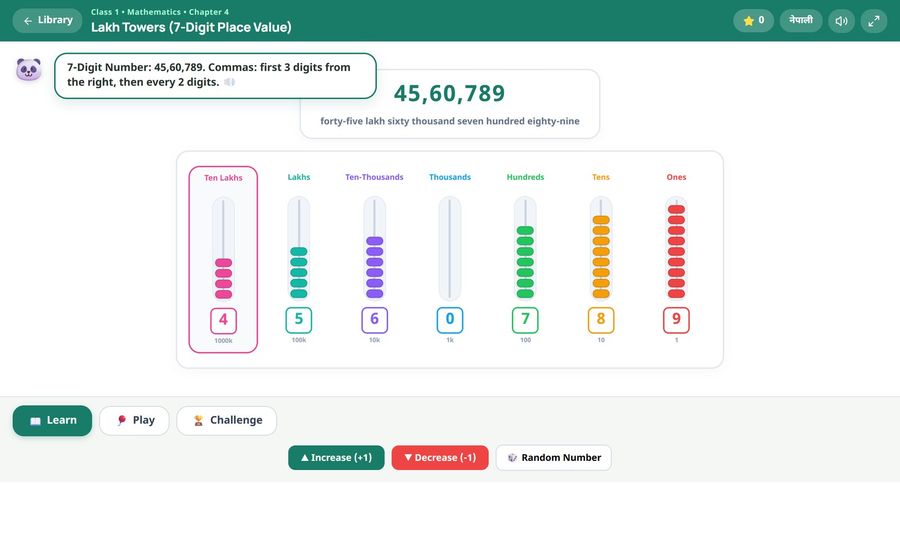 ← Library
Class 1 • Mathematics • Chapter 4
Lakh Towers (7-Digit Place Value)
⭐ 0
नेपाली
7-Digit Number: 45,60,789. Commas: first 3 digits from
the right, then every 2 digits.
45,60,789
forty-five lakh sixty thousand seven hundred eighty-nine
Ten Lakhs Lakhs Ten-Thousands Thousands Hundreds Tens Ones
4 5 6 0 7 8 9
1000k 100k 10k 1k 100 10 1
Learn Play Challenge
▲ Increase (+1) ▼ Decrease (-1) Random Number